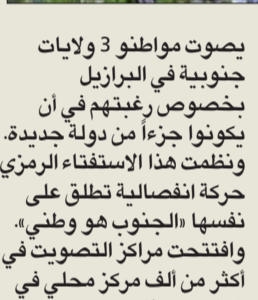 يصوت مواطنو 3 ولايات
جنوبية في البرازيل
بخصوص رغبتهم في أن
يكونوا جزءاً من دولة جديدة.
ونظمت هذا الاستفتاء الرمزي
حركة انفصالية تطلق على
نفسها «الجنوب هو وطني».
وافتتحت مراكز التصويت في
أكثر من ألف مركز محلي في